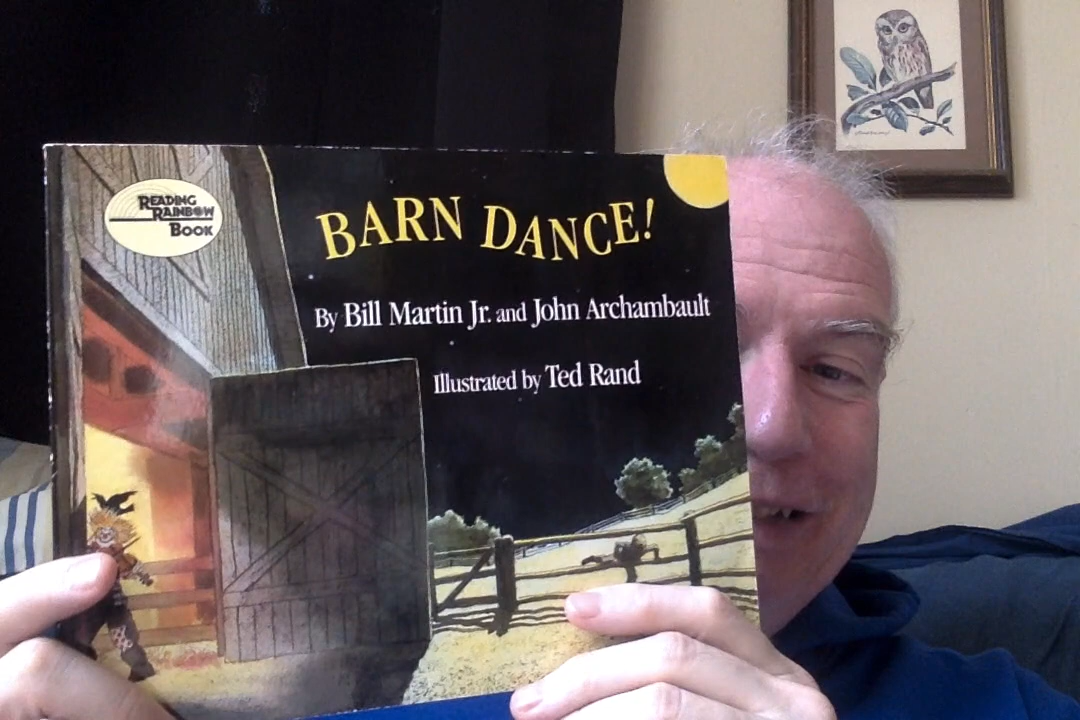 READING
RAINBOW
BOOK
BARN DANCE!
By Bill Martin Jr. and John Archambault
Illustrated by Ted Rand